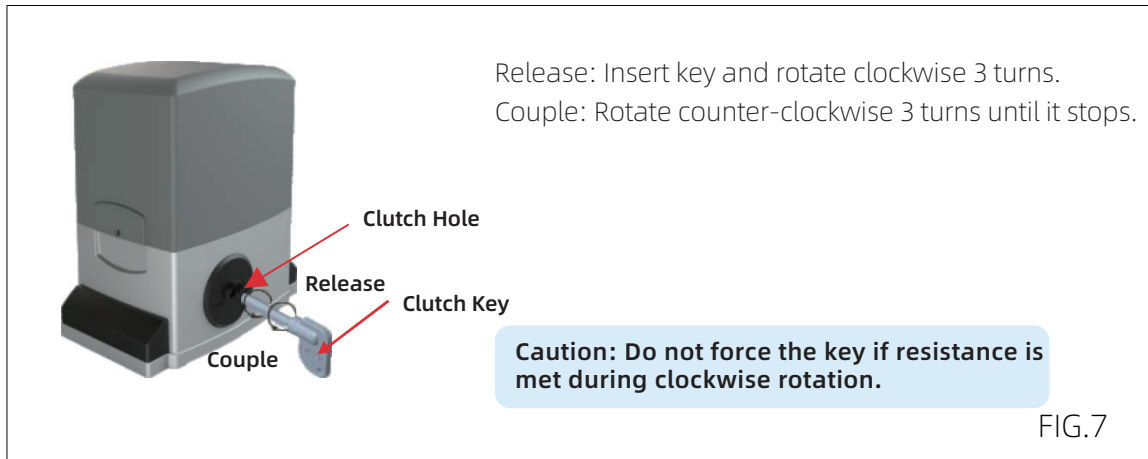 Release: Insert key and rotate clockwise 3 turns.
Couple: Rotate counter-clockwise 3 turns until it stops.
Clutch Hole
Release
Clutch Key
Couple
Caution: Do not force the key if resistance is
met during clockwise rotation.
FIG.7